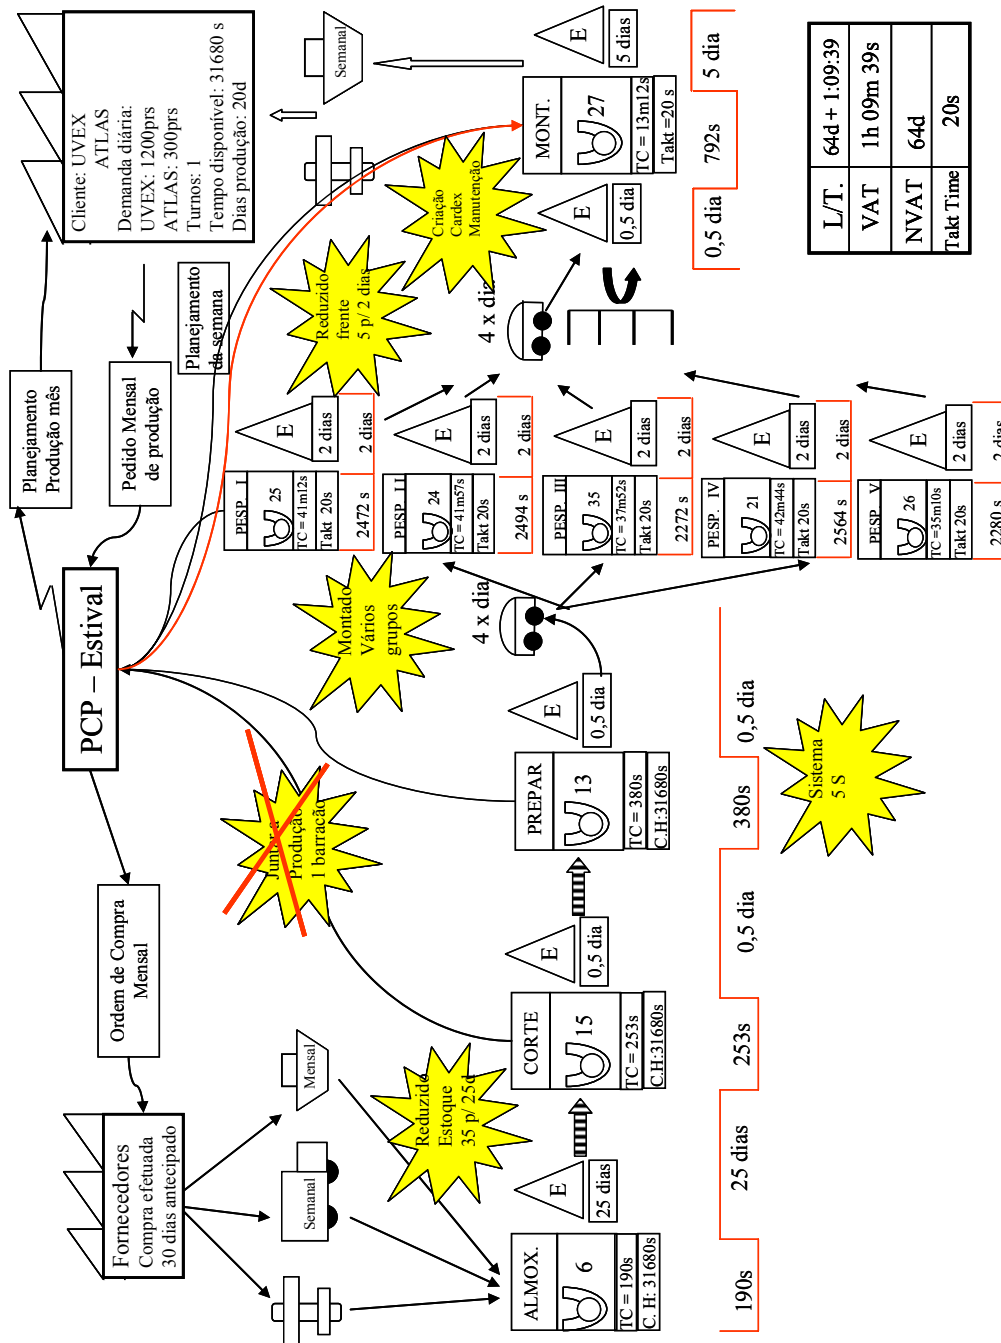 Fornecedores
Compra efetuada
30 dias antecipado
Ordem de Compra
Mensal
PCP – Estival
Planejamento
Produção mês
Pedido Mensal
de produção
Cliente: UVEX
ATLAS
Demanda diária:
UVEX: 1200prs
ATLAS: 300prs
Turnos: 1
Tempo disponível: 31680 s
Dias produção: 20d
Planejamento
da semana
Semanal
Mensal
Semanal
Juntar a
Produção
1 barracão
Reduzido
frente
5 p/ 2 dias
Criação
Cardex
Manutenção
Reduzido
Estoque
35 p/ 25d
Montado
Vários
grupos
Sistema
5 S
ALMOX.
6
TC = 190s
C. H: 31680s
E
25 dias
CORTE
15
TC = 253s
C.H:31680s
E
0,5 dia
PREPAR
13
TC = 380s
C.H:31680s
E
0,5 dia
4 x dia
PESP. I
25
TC = 41m12s
Takt 20s
E
2 dias
2472 s
2 dias
PESP. II
24
TC = 41m57s
Takt 20s
E
2 dias
2494 s
2 dias
PESP. III
35
TC = 37m52s
Takt 20s
E
2 dias
2272 s
2 dias
PESP. IV
21
TC = 42m44s
Takt 20s
E
2 dias
2564 s
2 dias
PESP. V
26
TC =35m10s
Takt 20s
E
2 dias
2280 s
2 dias
4 x dia
E
0,5 dia
MONT.
27
TC = 13m12s
Takt =20 s
E
5 dias
190s
25 dias
253s
0,5 dia
380s
0,5 dia
0,5 dia
792s
5 dia
L/T. 64d + 1:09:39
VAT 1h 09m 39s
NVAT 64d
Takt Time 20s